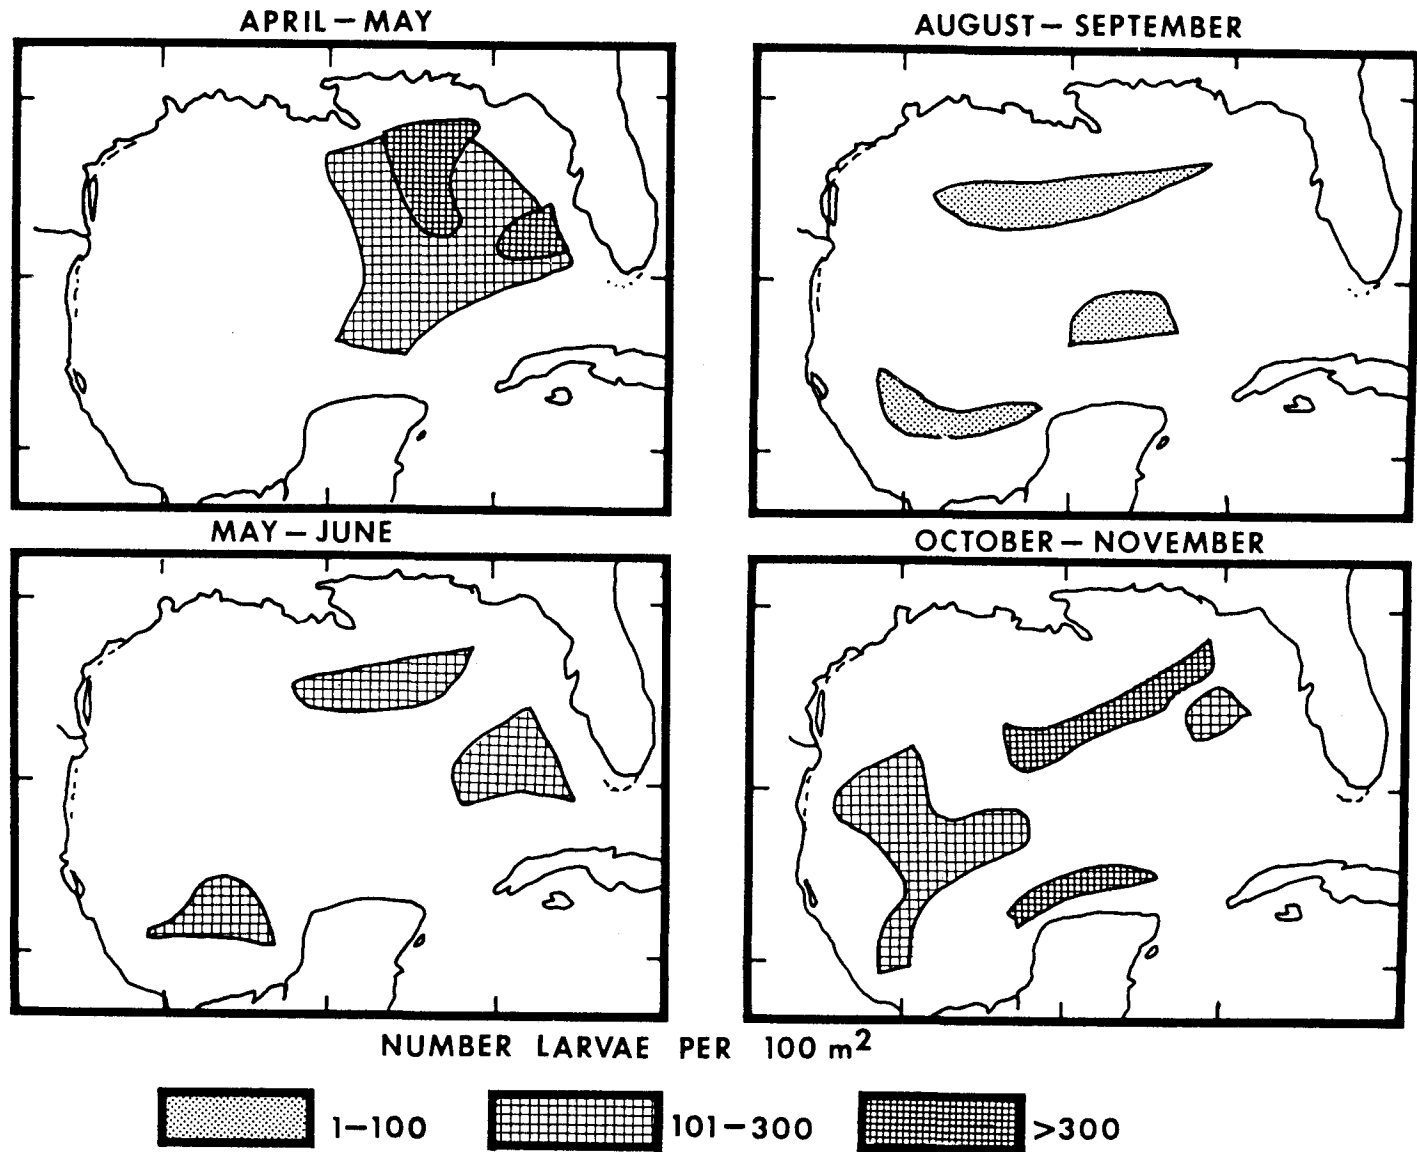 APRIL—MAY
AUGUST—SEPTEMBER
MAY—JUNE
OCTOBER—NOVEMBER
NUMBER LARVAE PER 100 m²
1—100
101—300
>300